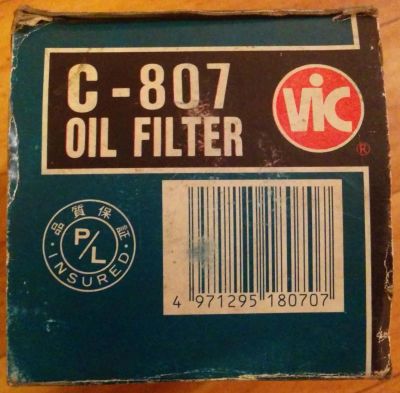 C-807
OIL FILTER
VIC
®
品質保証
P/L
INSURED
4 971295 180707